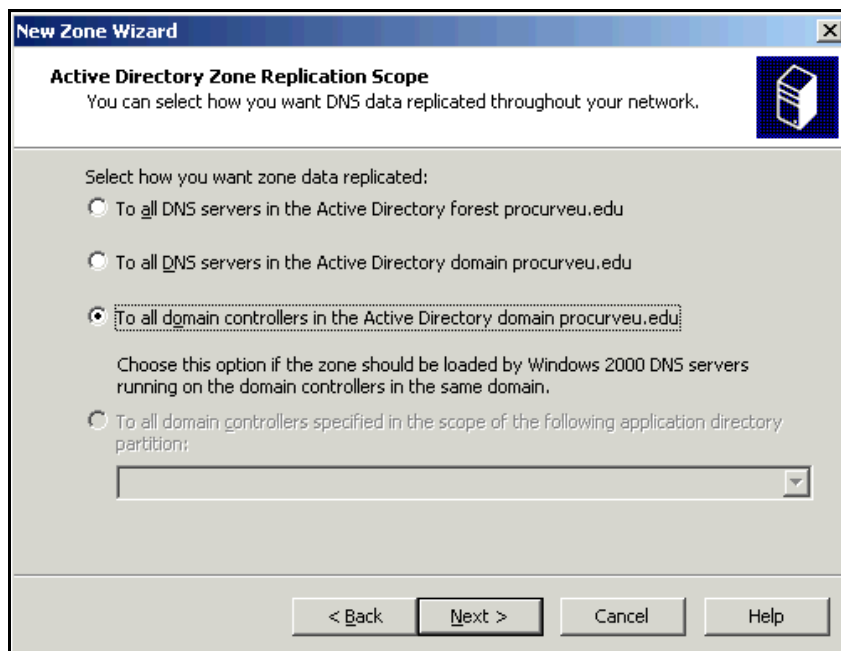 New Zone Wizard
Active Directory Zone Replication Scope
You can select how you want DNS data replicated throughout your network.
Select how you want zone data replicated:
To all DNS servers in the Active Directory forest procurveu.edu
To all DNS servers in the Active Directory domain procurveu.edu
To all domain controllers in the Active Directory domain procurveu.edu
Choose this option if the zone should be loaded by Windows 2000 DNS servers
running on the domain controllers in the same domain.
To all domain controllers specified in the scope of the following application directory
partition:
< Back Next > Cancel Help